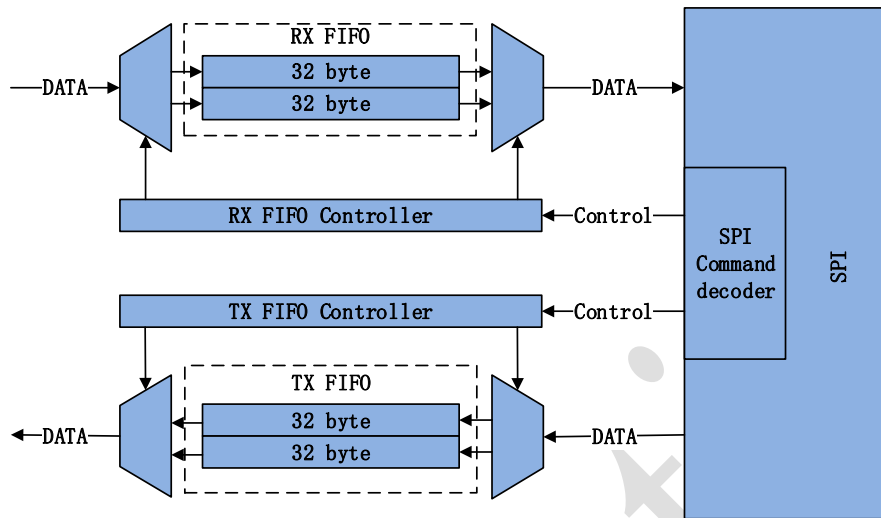 RX FIFO
32 byte
32 byte
DATA
DATA
RX FIFO Controller
Control
SPI
Command
decoder
SPI
TX FIFO Controller
Control
TX FIFO
32 byte
32 byte
DATA
DATA